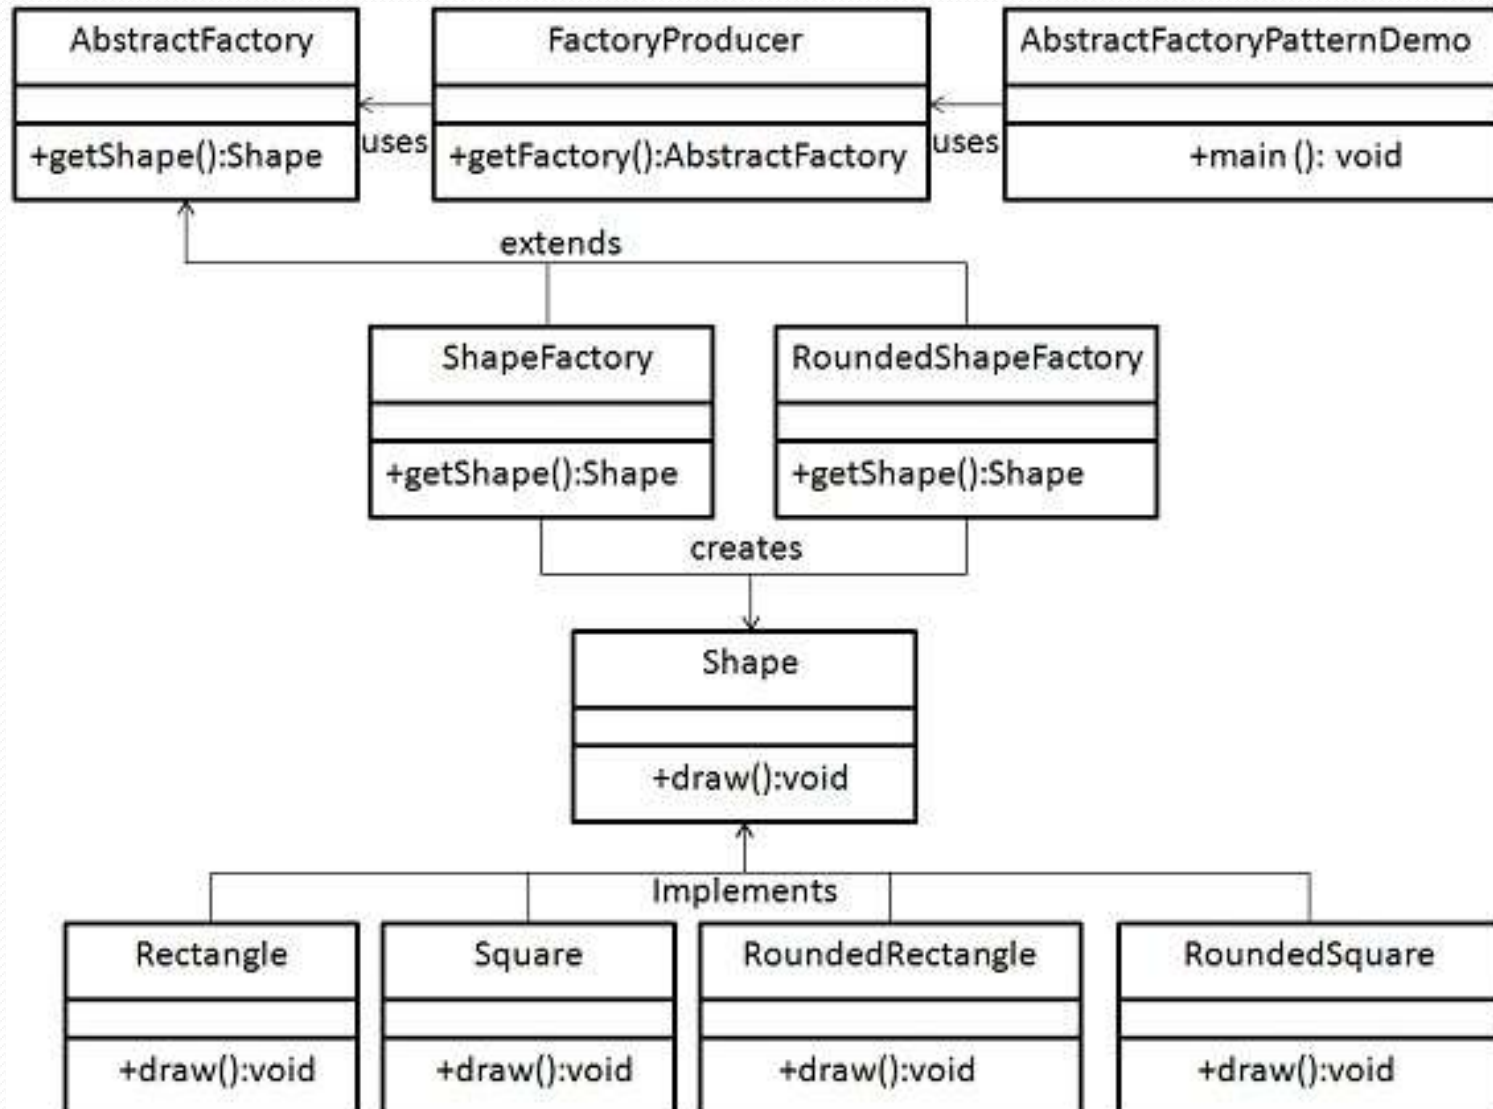 AbstractFactory
FactoryProducer
AbstractFactoryPatternDemo
+getShape():Shape
uses
+getFactory():AbstractFactory
uses
+main (): void
extends
ShapeFactory
RoundedShapeFactory
+getShape():Shape
+getShape():Shape
creates
Shape
+draw():void
Implements
Rectangle
Square
RoundedRectangle
RoundedSquare
+draw():void
+draw():void
+draw():void
+draw():void